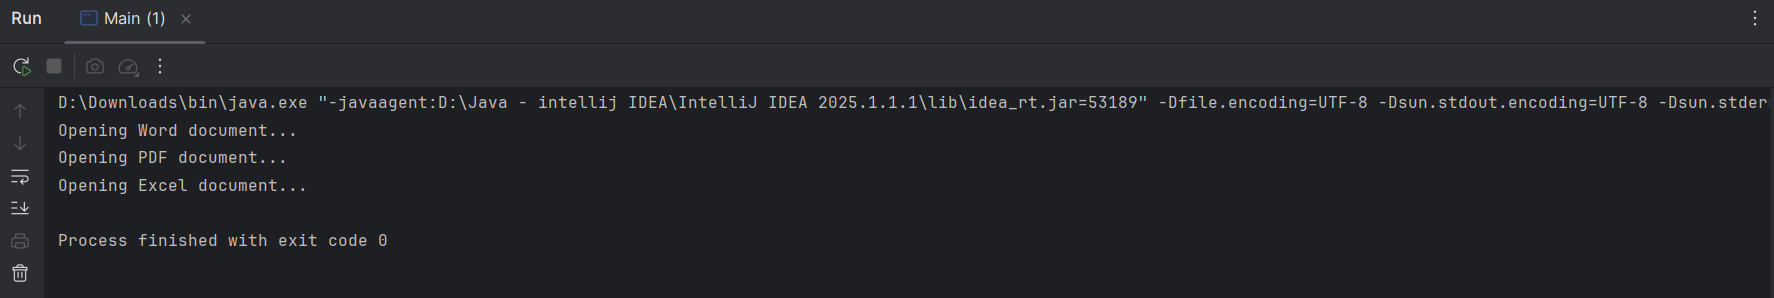 Run
Main (1)
D:\Downloads\bin\java.exe "-javaagent:D:\Java - intellij IDEA\IntelliJ IDEA 2025.1.1.1\lib\idea_rt.jar=53189" -Dfile.encoding=UTF-8 -Dsun.stdout.encoding=UTF-8 -Dsun.stder
Opening Word document...
Opening PDF document...
Opening Excel document...
Process finished with exit code 0